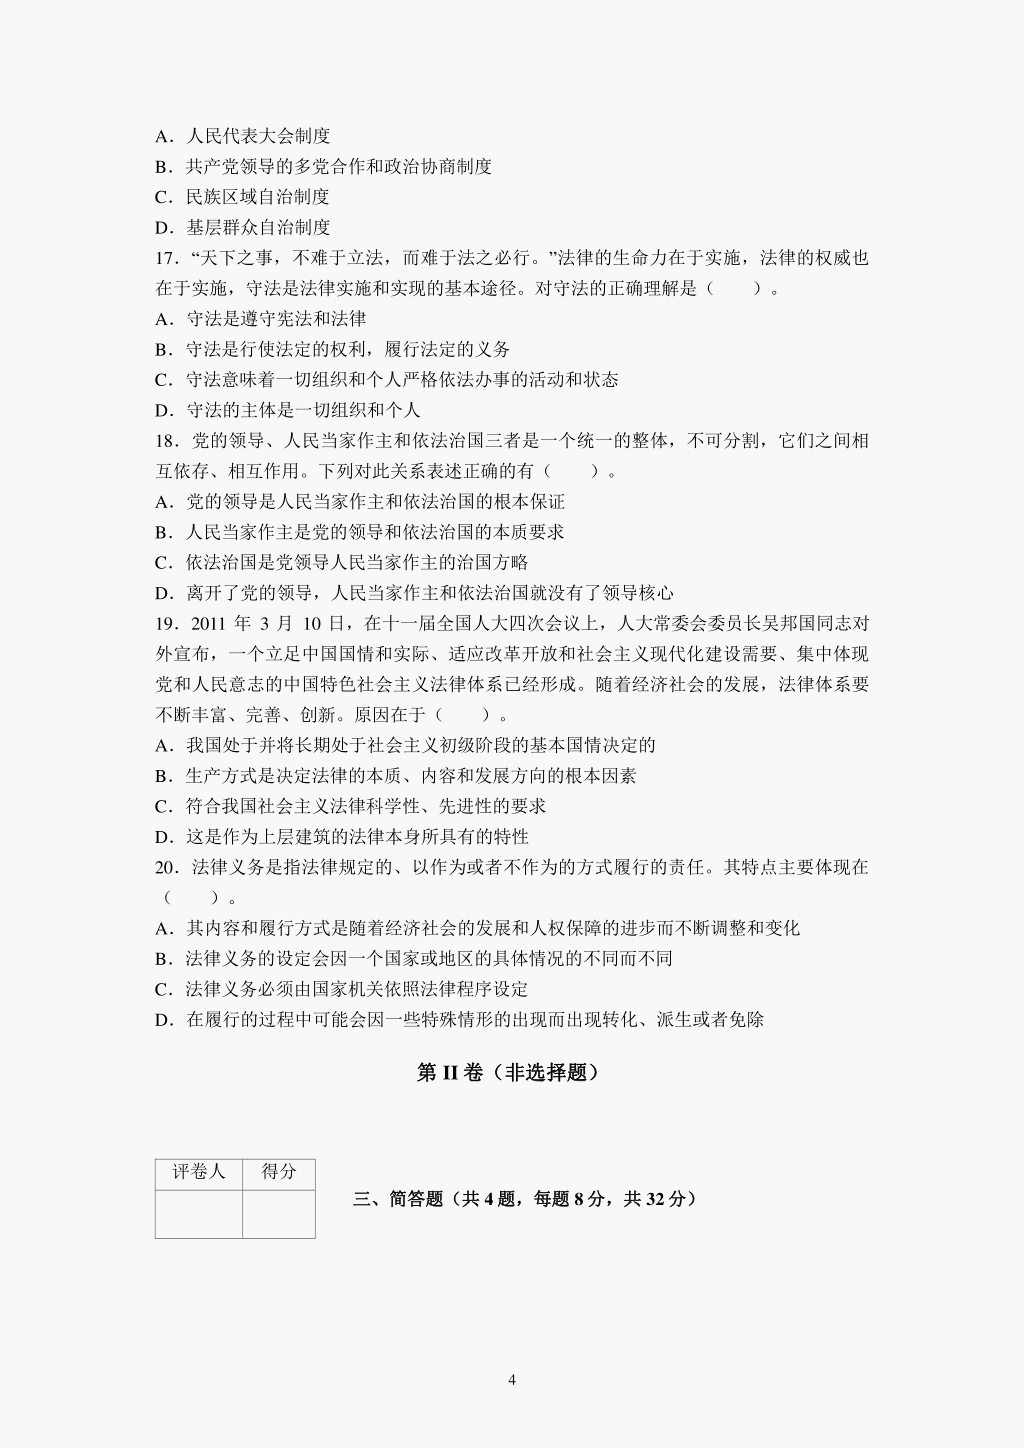 A．人民代表大会制度
B．共产党领导的多党合作和政治协商制度
C．民族区域自治制度
D．基层群众自治制度
17．“天下之事，不难于立法，而难于法之必行。”法律的生命力在于实施，法律的权威也
在于实施，守法是法律实施和实现的基本途径。对守法的正确理解是（　　）。
A．守法是遵守宪法和法律
B．守法是行使法定的权利，履行法定的义务
C．守法意味着一切组织和个人严格依法办事的活动和状态
D．守法的主体是一切组织和个人
18．党的领导、人民当家作主和依法治国三者是一个统一的整体，不可分割，它们之间相
互依存、相互作用。下列对此关系表述正确的有（　　）。
A．党的领导是人民当家作主和依法治国的根本保证
B．人民当家作主是党的领导和依法治国的本质要求
C．依法治国是党领导人民当家作主的治国方略
D．离开了党的领导，人民当家作主和依法治国就没有了领导核心
19．2011 年 3 月 10 日，在十一届全国人大四次会议上，人大常委会委员长吴邦国同志对
外宣布，一个立足中国国情和实际、适应改革开放和社会主义现代化建设需要、集中体现
党和人民意志的中国特色社会主义法律体系已经形成。随着经济社会的发展，法律体系要
不断丰富、完善、创新。原因在于（　　）。
A．我国处于并将长期处于社会主义初级阶段的基本国情决定的
B．生产方式是决定法律的本质、内容和发展方向的根本因素
C．符合我国社会主义法律科学性、先进性的要求
D．这是作为上层建筑的法律本身所具有的特性
20．法律义务是指法律规定的、以作为或者不作为的方式履行的责任。其特点主要体现在
（　　）。
A．其内容和履行方式是随着经济社会的发展和人权保障的进步而不断调整和变化
B．法律义务的设定会因一个国家或地区的具体情况的不同而不同
C．法律义务必须由国家机关依照法律程序设定
D．在履行的过程中可能会因一些特殊情形的出现而出现转化、派生或者免除
第 II 卷（非选择题）
评卷人 得分
三、简答题（共 4 题，每题 8 分，共 32 分）
4